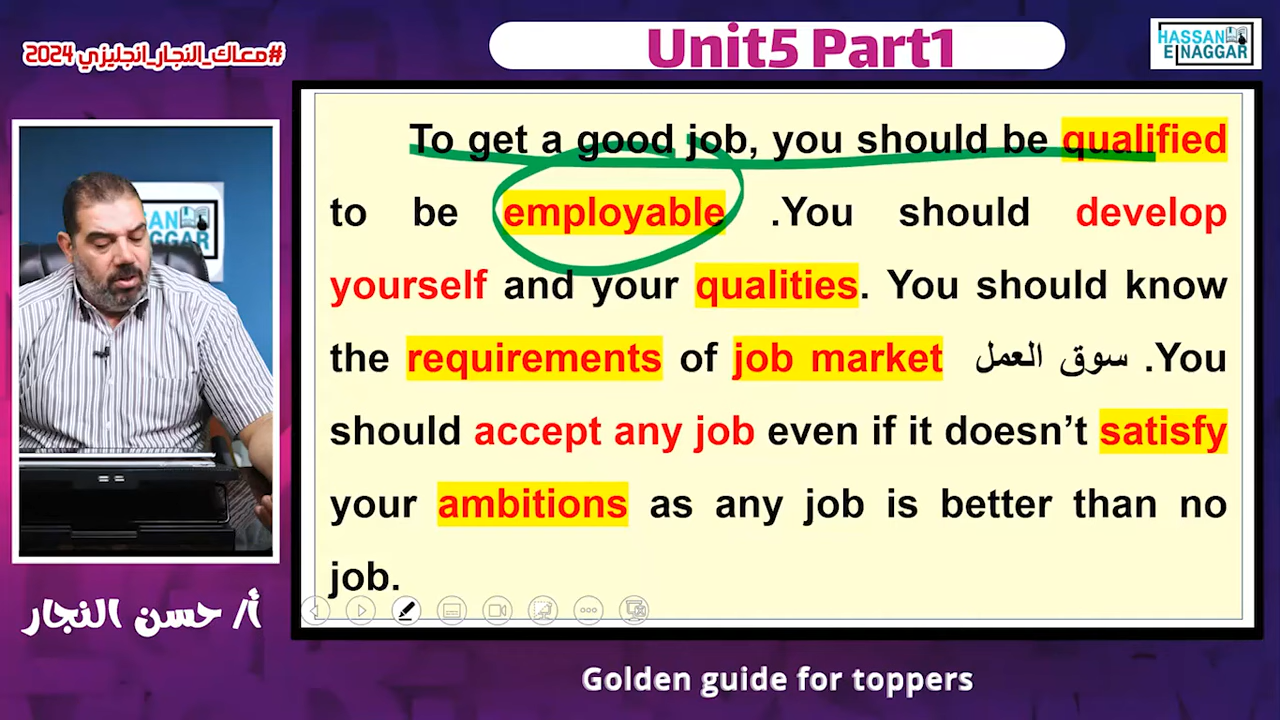 #معاك_النجار_انجليزي 2024
Unit5 Part1
HASSAN
ElNAGGAR
To get a good job, you should be qualified
to be employable .You should develop
yourself and your qualities. You should know
the requirements of job market سوق العمل .You
should accept any job even if it doesn’t satisfy
your ambitions as any job is better than no
job.
أ/ حسن النجار
Golden guide for toppers